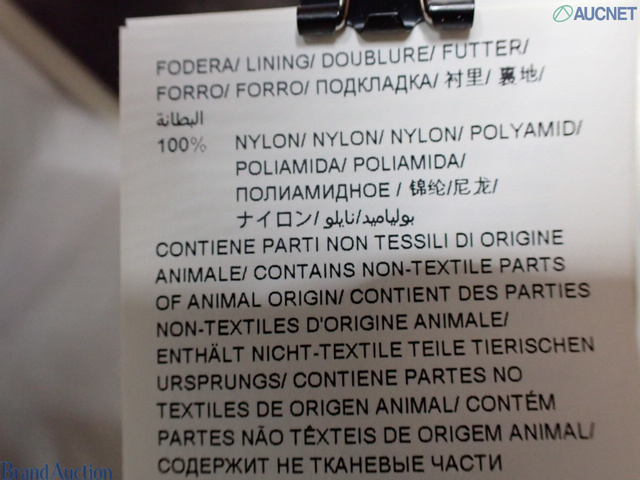 AUCNET
FODERA/ LINING/ DOUBLURE/ FUTTER/
FORRO/ FORRO/ ПОДКЛАДКА/ 衬里/ 裏地/
البطانة
100% NYLON/ NYLON/ NYLON/ POLYAMID/
POLIAMIDA/ POLIAMIDA/
ПОЛИАМИДНОЕ / 锦纶/尼龙/
ナイロン/ بولياميد/نايلو
CONTIENE PARTI NON TESSILI DI ORIGINE
ANIMALE/ CONTAINS NON-TEXTILE PARTS
OF ANIMAL ORIGIN/ CONTIENT DES PARTIES
NON-TEXTILES D'ORIGINE ANIMALE/
ENTHÄLT NICHT-TEXTILE TEILE TIERISCHEN
URSPRUNGS/ CONTIENE PARTES NO
TEXTILES DE ORIGEN ANIMAL/ CONTÉM
PARTES NÃO TÊXTEIS DE ORIGEM ANIMAL/
СОДЕРЖИТ НЕ ТКАНЕВЫЕ ЧАСТИ
Brand Auction